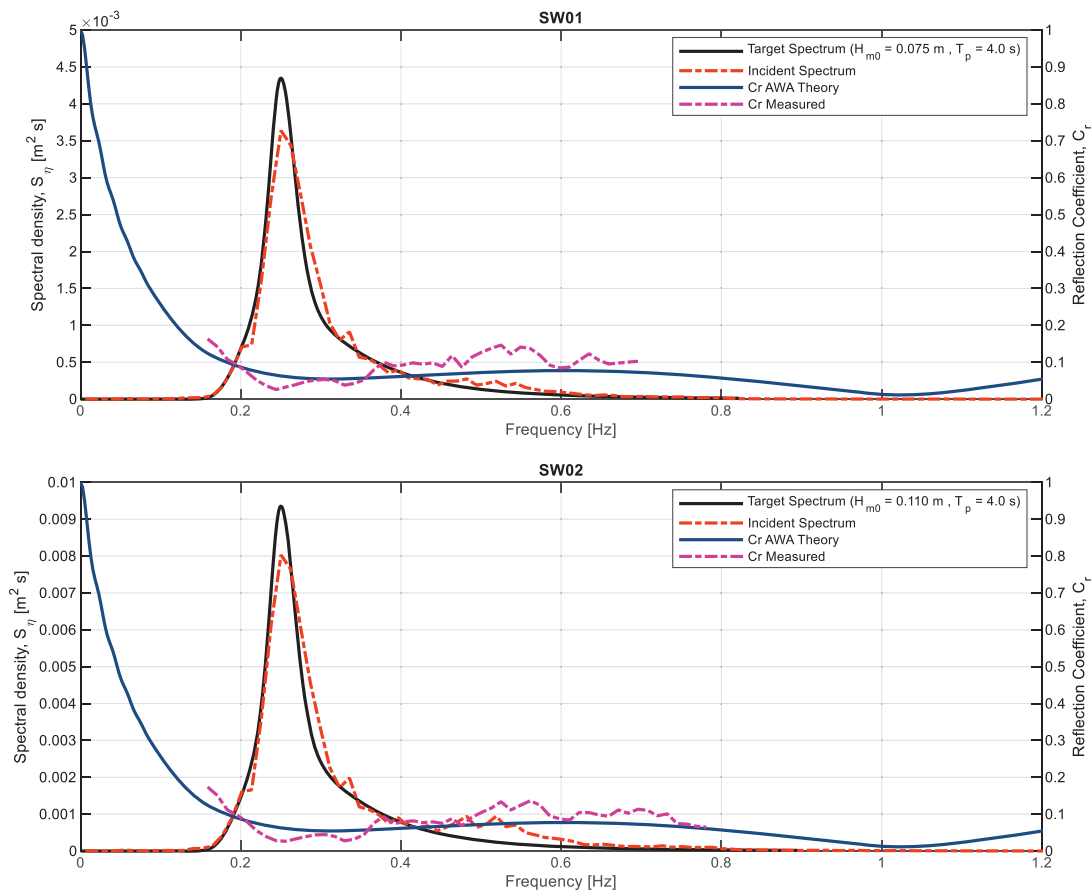 SW01
×10⁻³
5
4.5
4
3.5
3
2.5
2
1.5
1
0.5
0
Spectral density, S_η [m² s]
1
0.9
0.8
0.7
0.6
0.5
0.4
0.3
0.2
0.1
0
Reflection Coefficient, C_r
Target Spectrum (H_m0 = 0.075 m , T_p = 4.0 s)
Incident Spectrum
Cr AWA Theory
Cr Measured
0 0.2 0.4 0.6 0.8 1 1.2
Frequency [Hz]
SW02
0.01
0.009
0.008
0.007
0.006
0.005
0.004
0.003
0.002
0.001
0
Spectral density, S_η [m² s]
1
0.9
0.8
0.7
0.6
0.5
0.4
0.3
0.2
0.1
0
Reflection Coefficient, C_r
Target Spectrum (H_m0 = 0.110 m , T_p = 4.0 s)
Incident Spectrum
Cr AWA Theory
Cr Measured
0 0.2 0.4 0.6 0.8 1 1.2
Frequency [Hz]